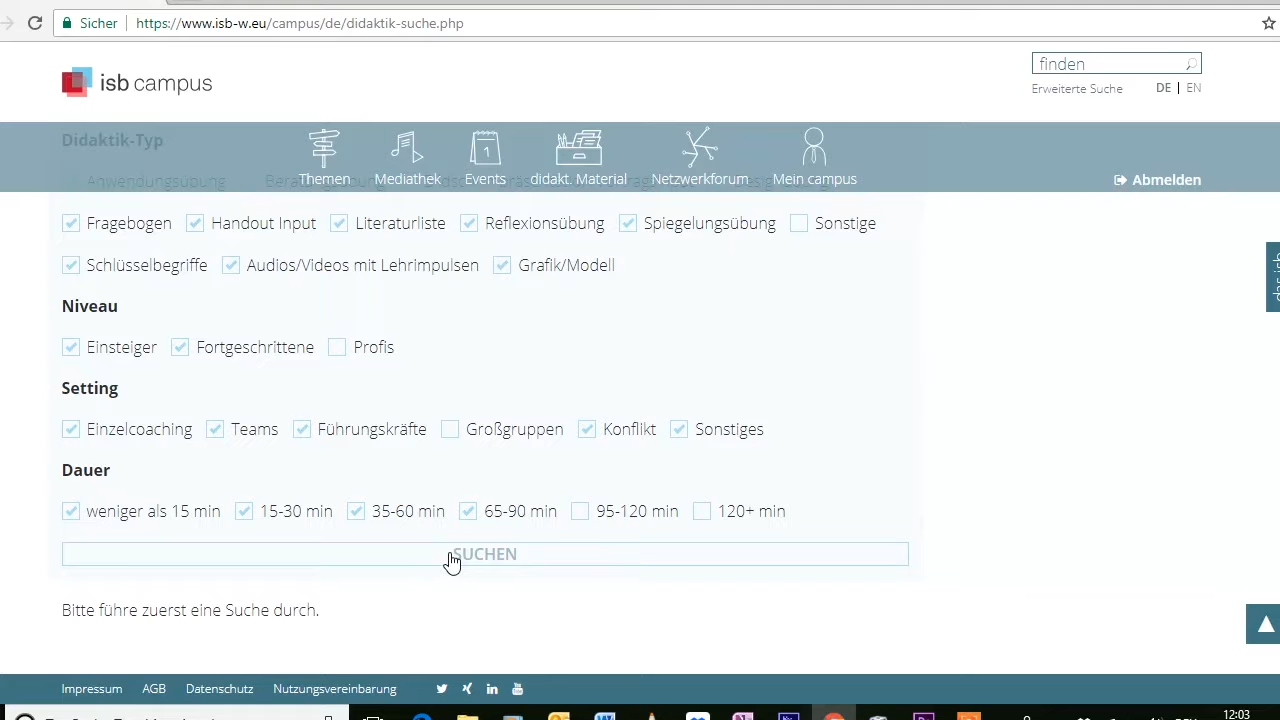 Sicher https://www.isb-w.eu/campus/de/didaktik-suche.php
isb campus
finden
Erweiterte Suche DE | EN
Didaktik-Typ
Anwendungsübung
Themen Mediathek Events didakt. Material Netzwerkforum Mein campus Abmelden
1
Fragebogen Handout Input Literaturliste Reflexionsübung Spiegelungsübung Sonstige
Schlüsselbegriffe Audios/Videos mit Lehrimpulsen Grafik/Modell
Niveau
Einsteiger Fortgeschrittene Profis
Setting
Einzelcoaching Teams Führungskräfte Großgruppen Konflikt Sonstiges
Dauer
weniger als 15 min 15-30 min 35-60 min 65-90 min 95-120 min 120+ min
SUCHEN
Bitte führe zuerst eine Suche durch.
das isb
Impressum AGB Datenschutz Nutzungsvereinbarung
12:03